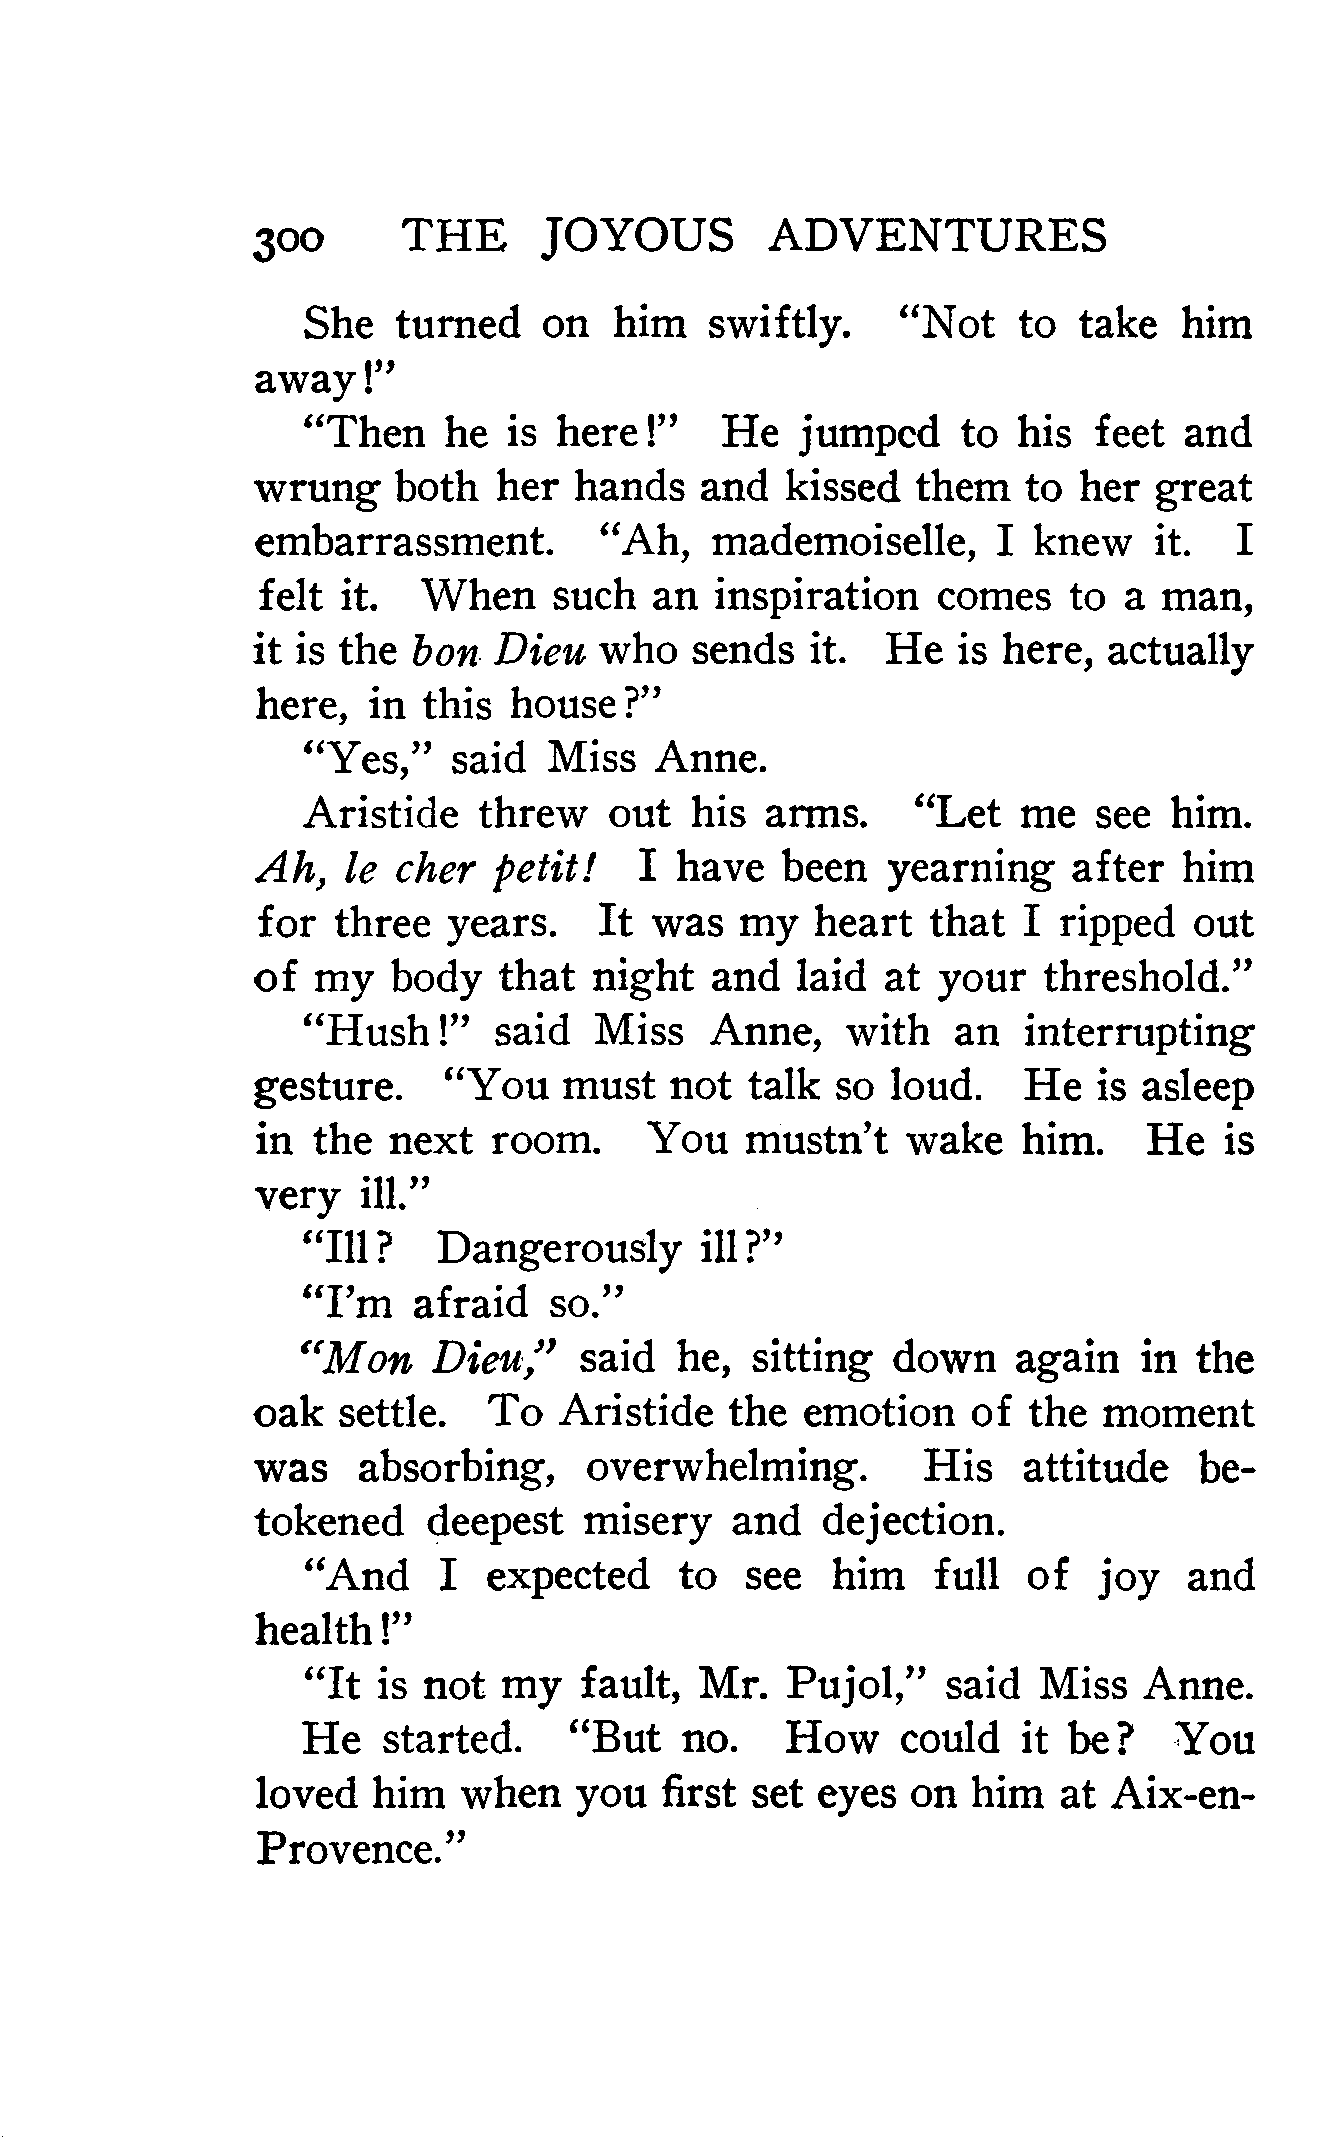 300 THE JOYOUS ADVENTURES
She turned on him swiftly. “Not to take him
away!”
“Then he is here!” He jumped to his feet and
wrung both her hands and kissed them to her great
embarrassment. “Ah, mademoiselle, I knew it. I
felt it. When such an inspiration comes to a man,
it is the bon Dieu who sends it. He is here, actually
here, in this house?”
“Yes,” said Miss Anne.
Aristide threw out his arms. “Let me see him.
Ah, le cher petit! I have been yearning after him
for three years. It was my heart that I ripped out
of my body that night and laid at your threshold.”
“Hush!” said Miss Anne, with an interrupting
gesture. “You must not talk so loud. He is asleep
in the next room. You mustn’t wake him. He is
very ill.”
“Ill? Dangerously ill?”
“I’m afraid so.”
“Mon Dieu,” said he, sitting down again in the
oak settle. To Aristide the emotion of the moment
was absorbing, overwhelming. His attitude be-
tokened deepest misery and dejection.
“And I expected to see him full of joy and
health!”
“It is not my fault, Mr. Pujol,” said Miss Anne.
He started. “But no. How could it be? You
loved him when you first set eyes on him at Aix-en-
Provence.”